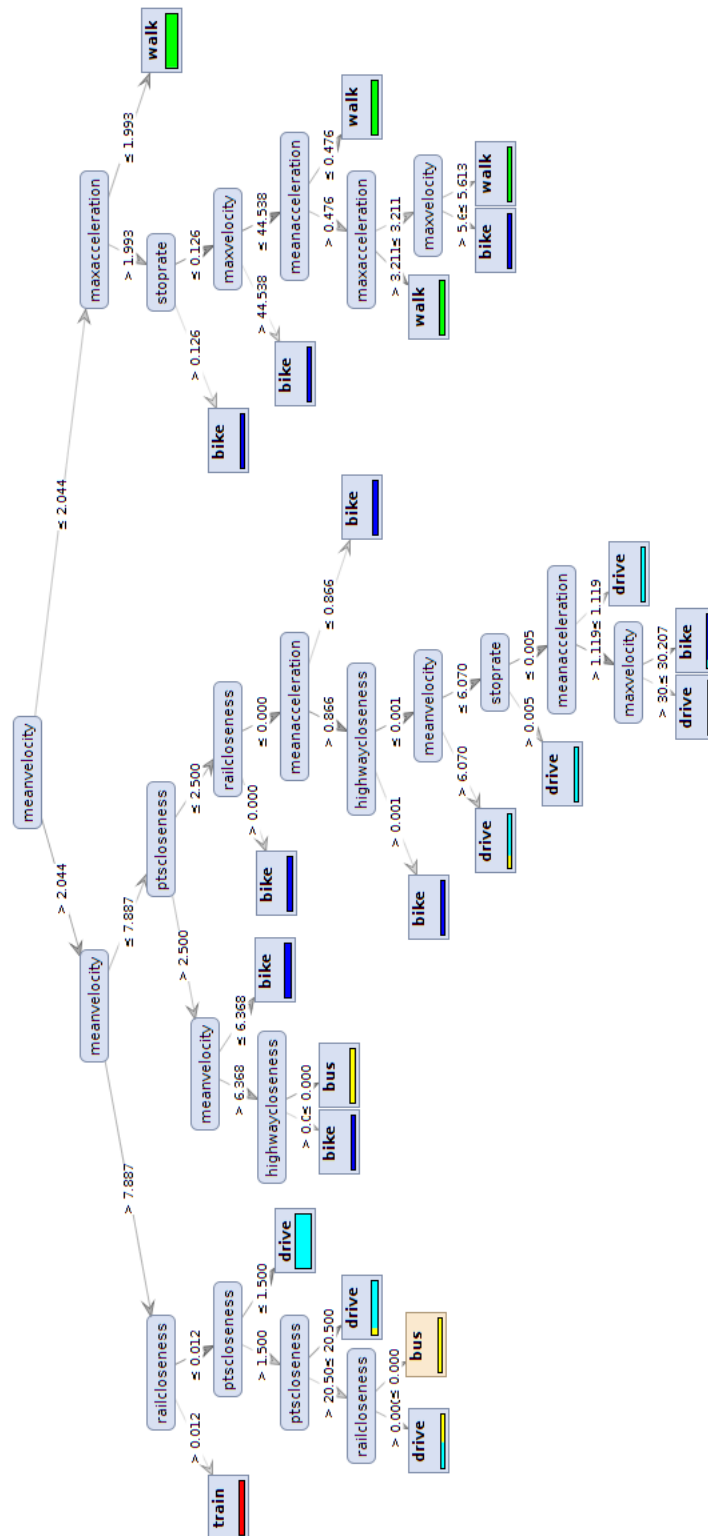 meanvelocity
> 2.044
≤ 2.044
meanvelocity
> 7.887
≤ 7.887
railcloseness
> 0.012
≤ 0.012
train
ptscloseness
> 1.500
≤ 1.500
ptscloseness
drive
> 20.50
≤ 20.500
railcloseness
drive
> 0.000
≤ 0.000
drive
bus
ptscloseness
> 2.500
≤ 2.500
meanvelocity
> 6.368
≤ 6.368
highwaycloseness
bike
> 0.0
≤ 0.000
bike
bus
railcloseness
> 0.000
≤ 0.000
bike
meanacceleration
> 0.866
≤ 0.866
highwaycloseness
bike
> 0.001
≤ 0.001
bike
meanvelocity
> 6.070
≤ 6.070
drive
stoprate
> 0.005
≤ 0.005
drive
meanacceleration
> 1.119
≤ 1.119
maxvelocity
drive
> 30.
≤ 30.207
drive
bike
maxacceleration
> 1.993
≤ 1.993
stoprate
walk
> 0.126
≤ 0.126
bike
maxvelocity
> 44.538
≤ 44.538
bike
meanacceleration
> 0.476
≤ 0.476
maxacceleration
walk
> 3.211
≤ 3.211
walk
maxvelocity
> 5.6
≤ 5.613
bike
walk